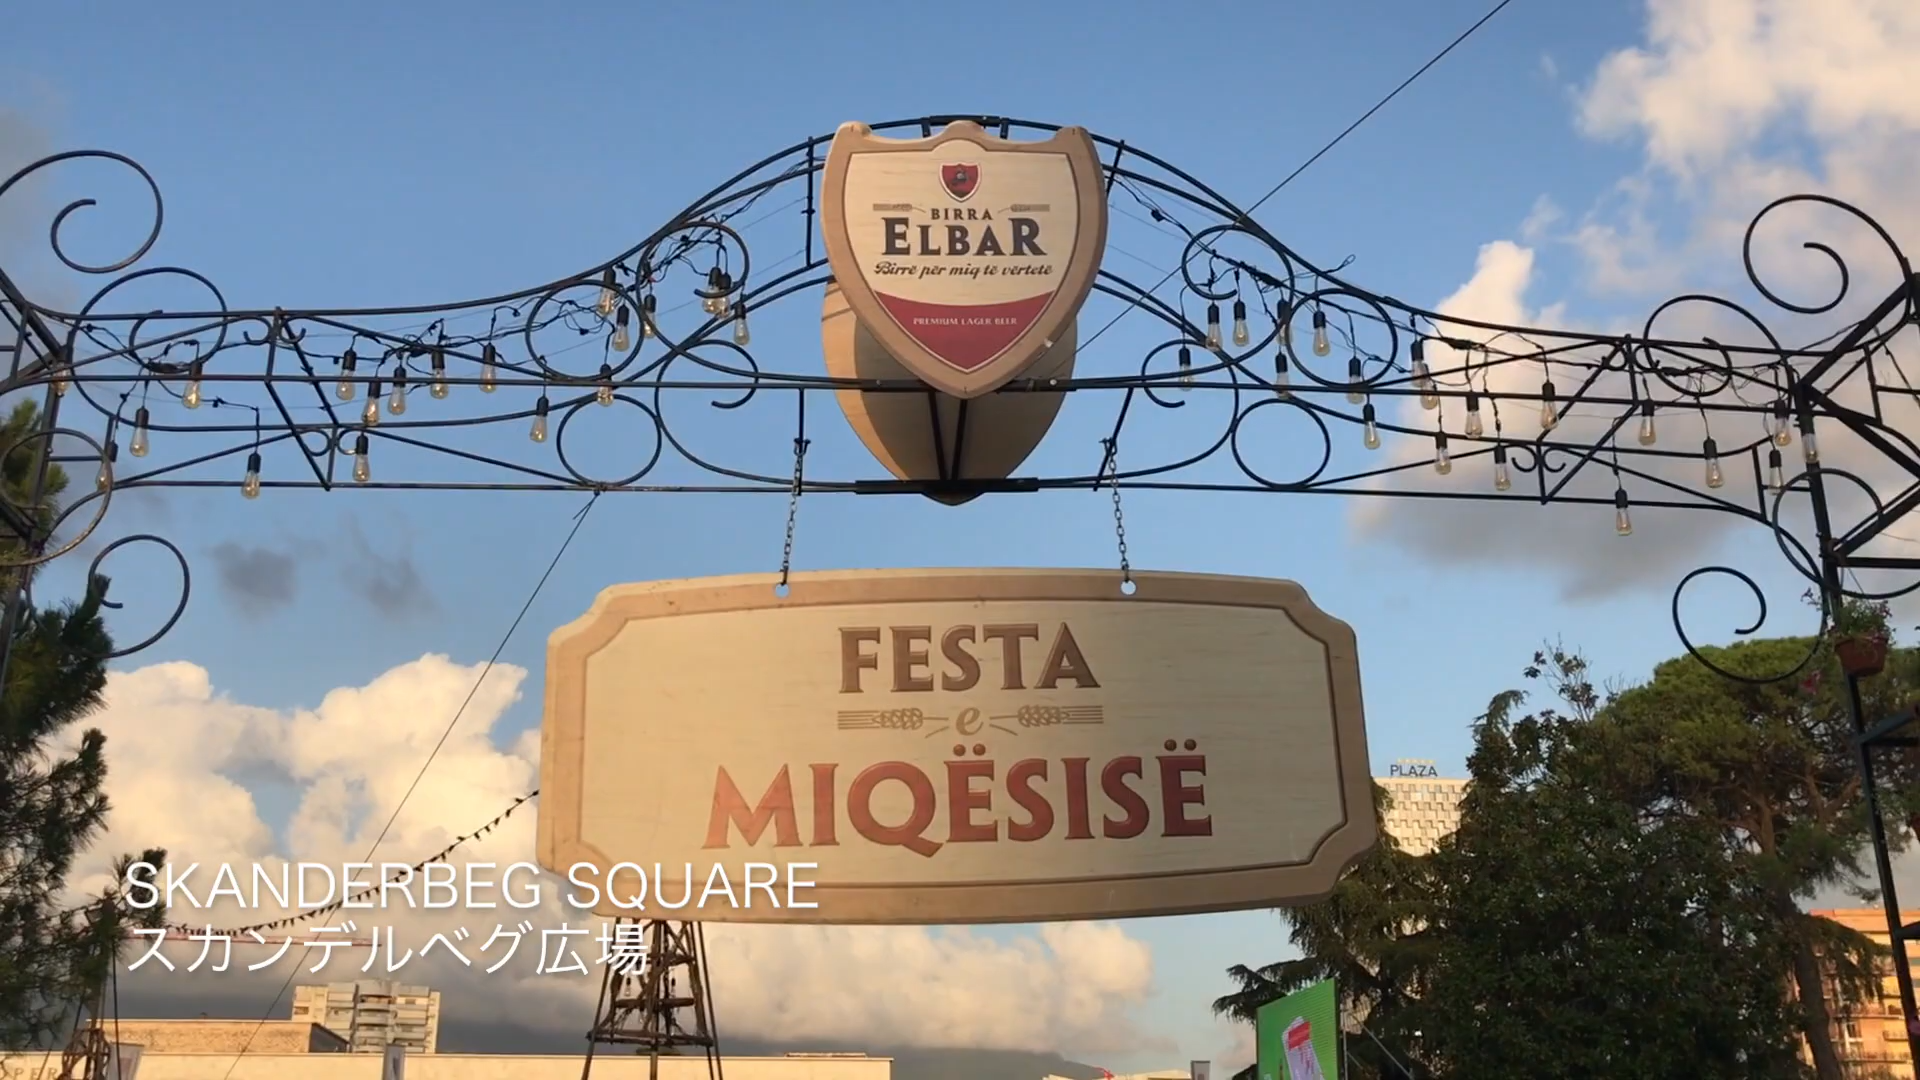 BIRRA
ELBAR
Birrë për miq të vërtetë
PREMIUM LAGER BEER
FESTA
e
MIQËSISË
PLAZA
SKANDERBEG SQUARE
スカンデルベグ広場
OPER